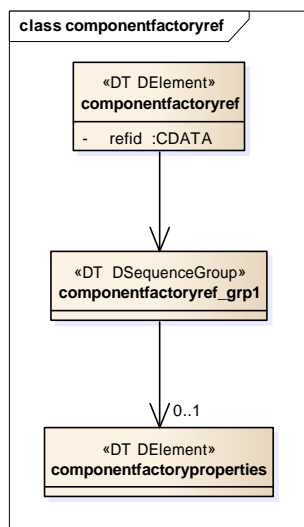 class componentfactoryref
«DT DElement»
componentfactoryref
- refid :CDATA
«DT DSequenceGroup»
componentfactoryref_grp1
0..1
«DT DElement»
componentfactoryproperties